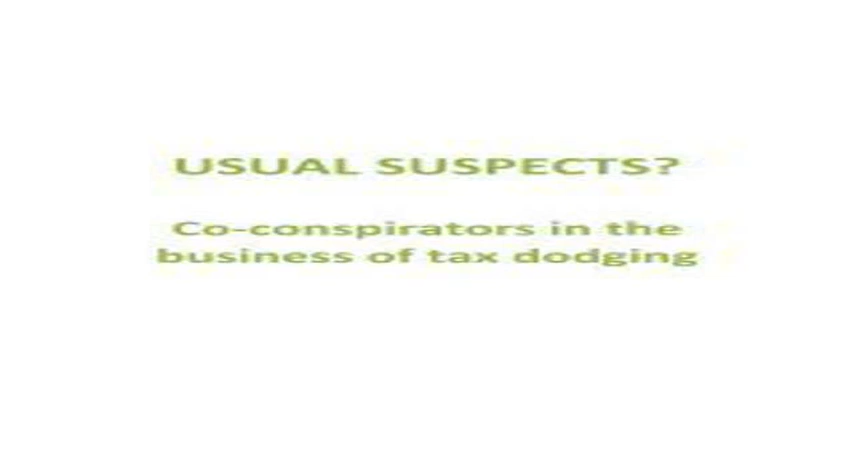 USUAL SUSPECTS?
Co-conspirators in the
business of tax dodging